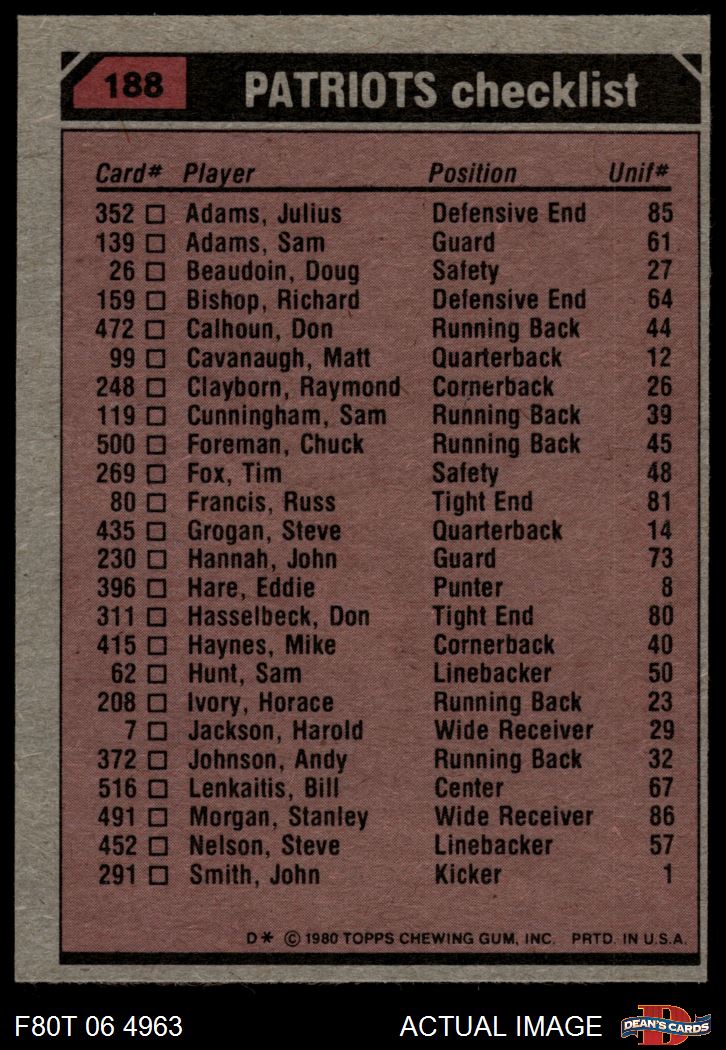 188 PATRIOTS checklist
Card# Player Position Unif#
352 □ Adams, Julius Defensive End 85
139 □ Adams, Sam Guard 61
26 □ Beaudoin, Doug Safety 27
159 □ Bishop, Richard Defensive End 64
472 □ Calhoun, Don Running Back 44
99 □ Cavanaugh, Matt Quarterback 12
248 □ Clayborn, Raymond Cornerback 26
119 □ Cunningham, Sam Running Back 39
500 □ Foreman, Chuck Running Back 45
269 □ Fox, Tim Safety 48
80 □ Francis, Russ Tight End 81
435 □ Grogan, Steve Quarterback 14
230 □ Hannah, John Guard 73
396 □ Hare, Eddie Punter 8
311 □ Hasselbeck, Don Tight End 80
415 □ Haynes, Mike Cornerback 40
62 □ Hunt, Sam Linebacker 50
208 □ Ivory, Horace Running Back 23
7 □ Jackson, Harold Wide Receiver 29
372 □ Johnson, Andy Running Back 32
516 □ Lenkaitis, Bill Center 67
491 □ Morgan, Stanley Wide Receiver 86
452 □ Nelson, Steve Linebacker 57
291 □ Smith, John Kicker 1
D* © 1980 TOPPS CHEWING GUM, INC. PRTD. IN U.S.A.
F80T 06 4963 ACTUAL IMAGE D DEAN'S CARDS